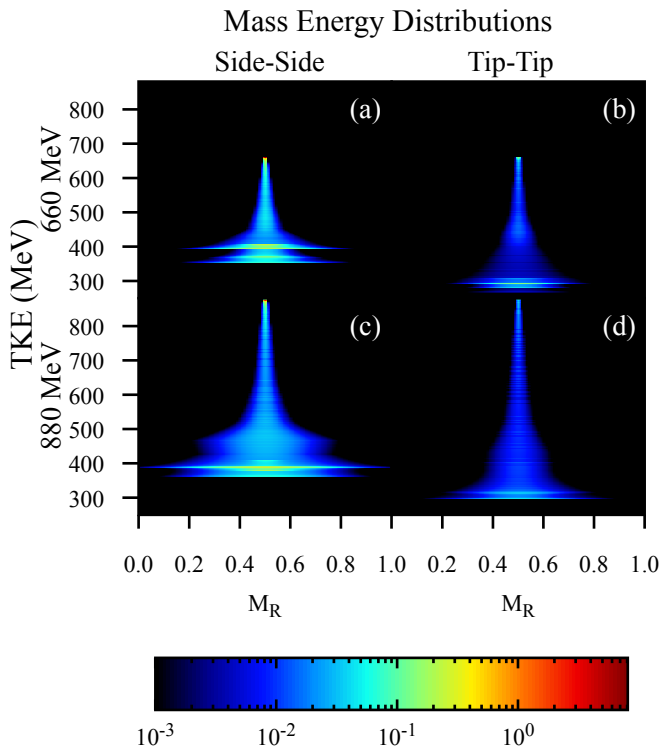 Mass Energy Distributions
Side-Side Tip-Tip
(a) (b)
660 MeV
800
700
600
500
400
300
TKE (MeV)
(c) (d)
880 MeV
800
700
600
500
400
300
0.0 0.2 0.4 0.6 0.8 1.0 0.2 0.4 0.6 0.8 1.0
M_R M_R
10⁻³ 10⁻² 10⁻¹ 10⁰